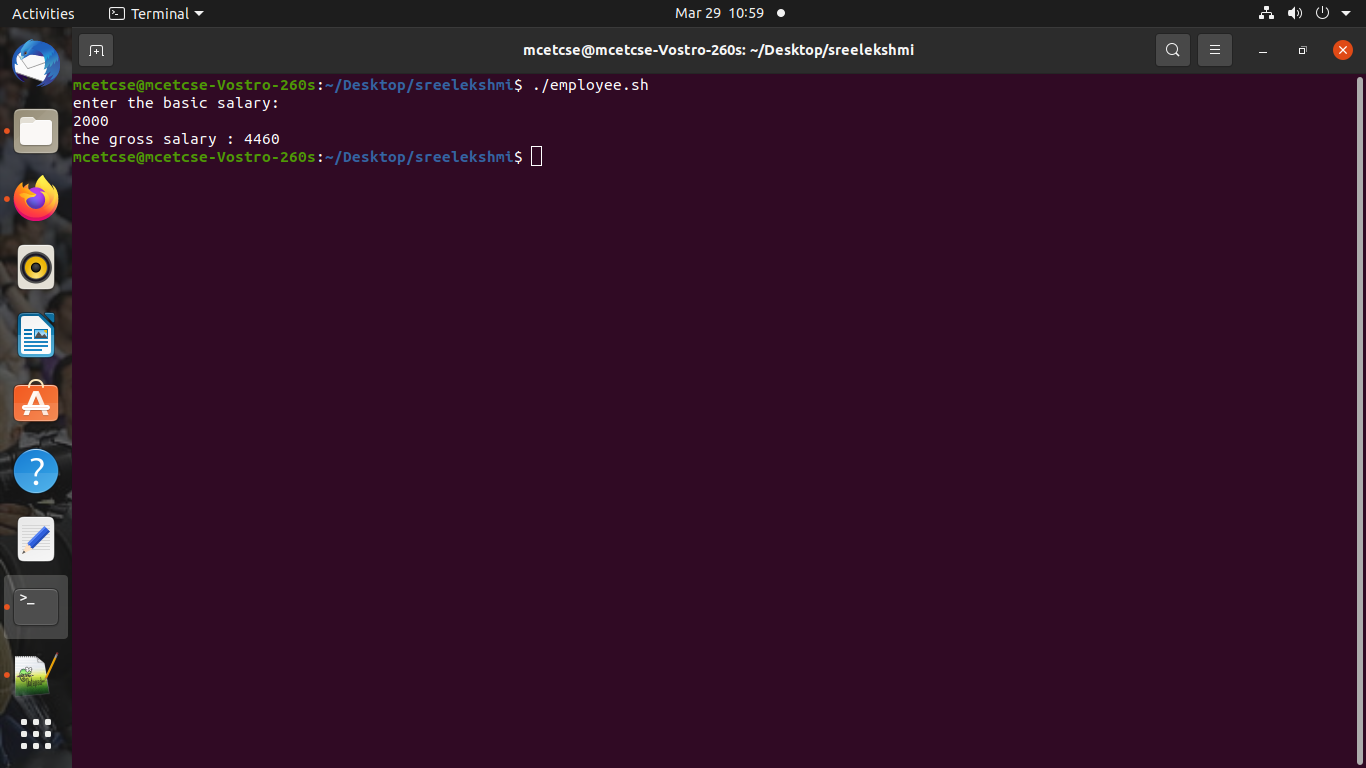 Activities
Terminal
Mar 29 10:59
mcetcse@mcetcse-Vostro-260s: ~/Desktop/sreelekshmi
mcetcse@mcetcse-Vostro-260s:~/Desktop/sreelekshmi$ ./employee.sh
enter the basic salary:
2000
the gross salary : 4460
mcetcse@mcetcse-Vostro-260s:~/Desktop/sreelekshmi$